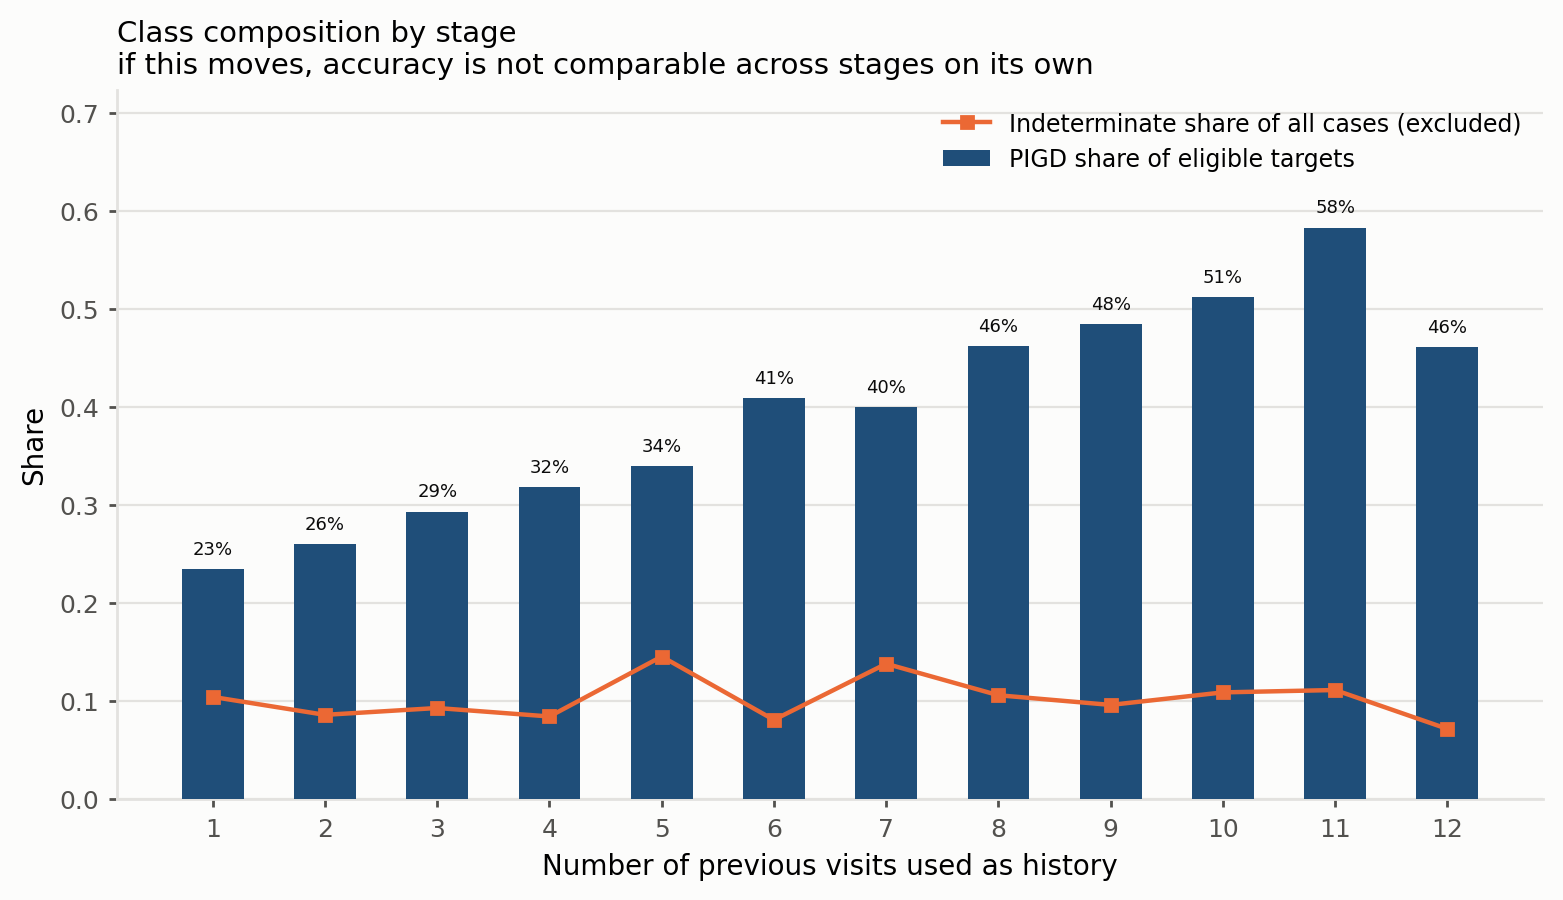 Class composition by stage
if this moves, accuracy is not comparable across stages on its own
Indeterminate share of all cases (excluded)
PIGD share of eligible targets
Share
0.7
0.6
0.5
0.4
0.3
0.2
0.1
0.0
23%
26%
29%
32%
34%
41%
40%
46%
48%
51%
58%
46%
1 2 3 4 5 6 7 8 9 10 11 12
Number of previous visits used as history